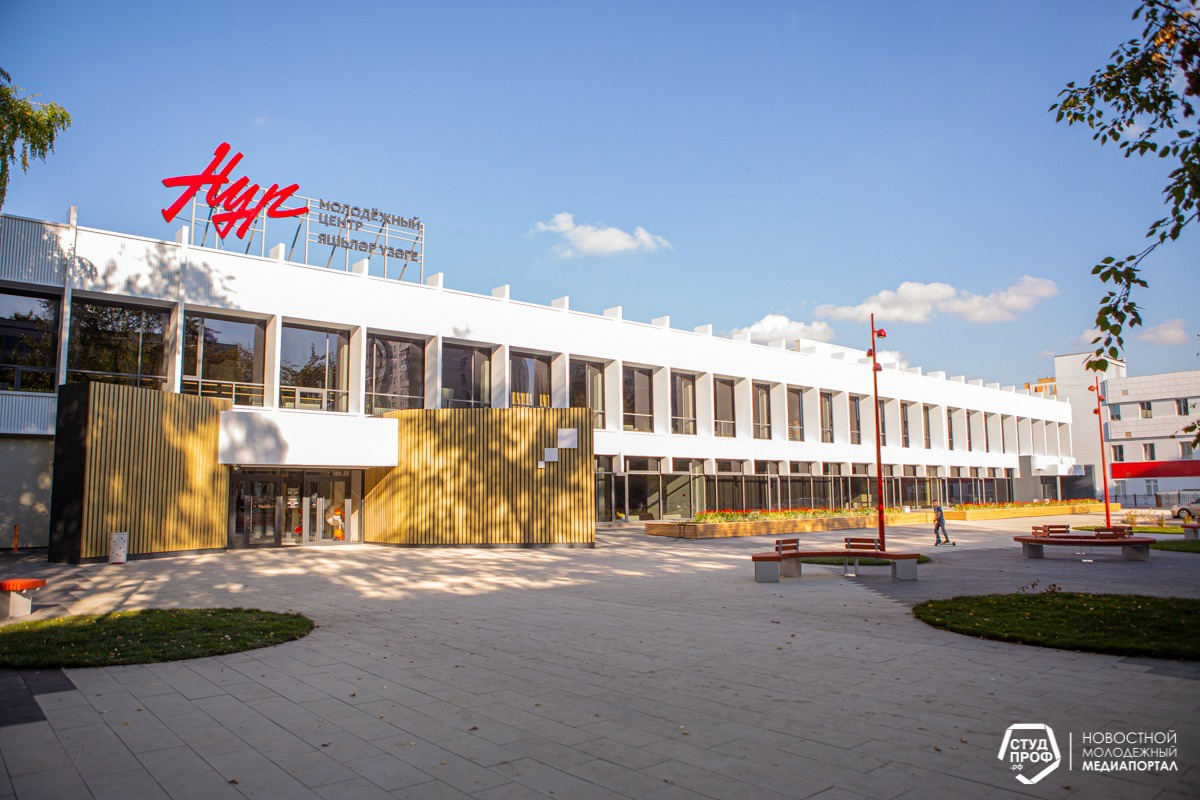 Нур
МОЛОДЁЖНЫЙ
ЦЕНТР
ЯШЬЛӘР ҮЗӘГЕ
СТУД
ПРОФ
.РФ
НОВОСТНОЙ
МОЛОДЕЖНЫЙ
МЕДИАПОРТАЛ